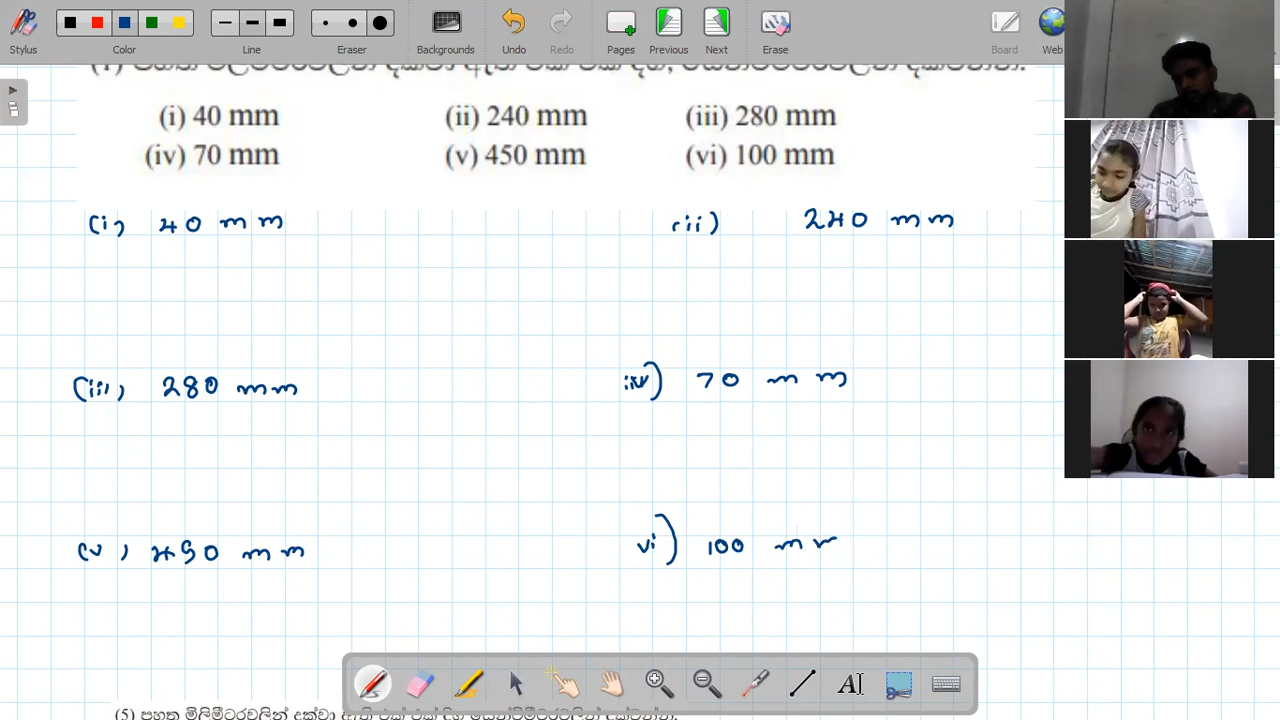 Stylus Color Line Eraser Backgrounds Undo Redo Pages Previous Next Erase Board Web
(i) 40 mm (ii) 240 mm (iii) 280 mm
(iv) 70 mm (v) 450 mm (vi) 100 mm
(i) 40 mm (ii) 240 mm
(iii) 280 mm iv) 70 mm
(v) 450 mm vi) 100 mm